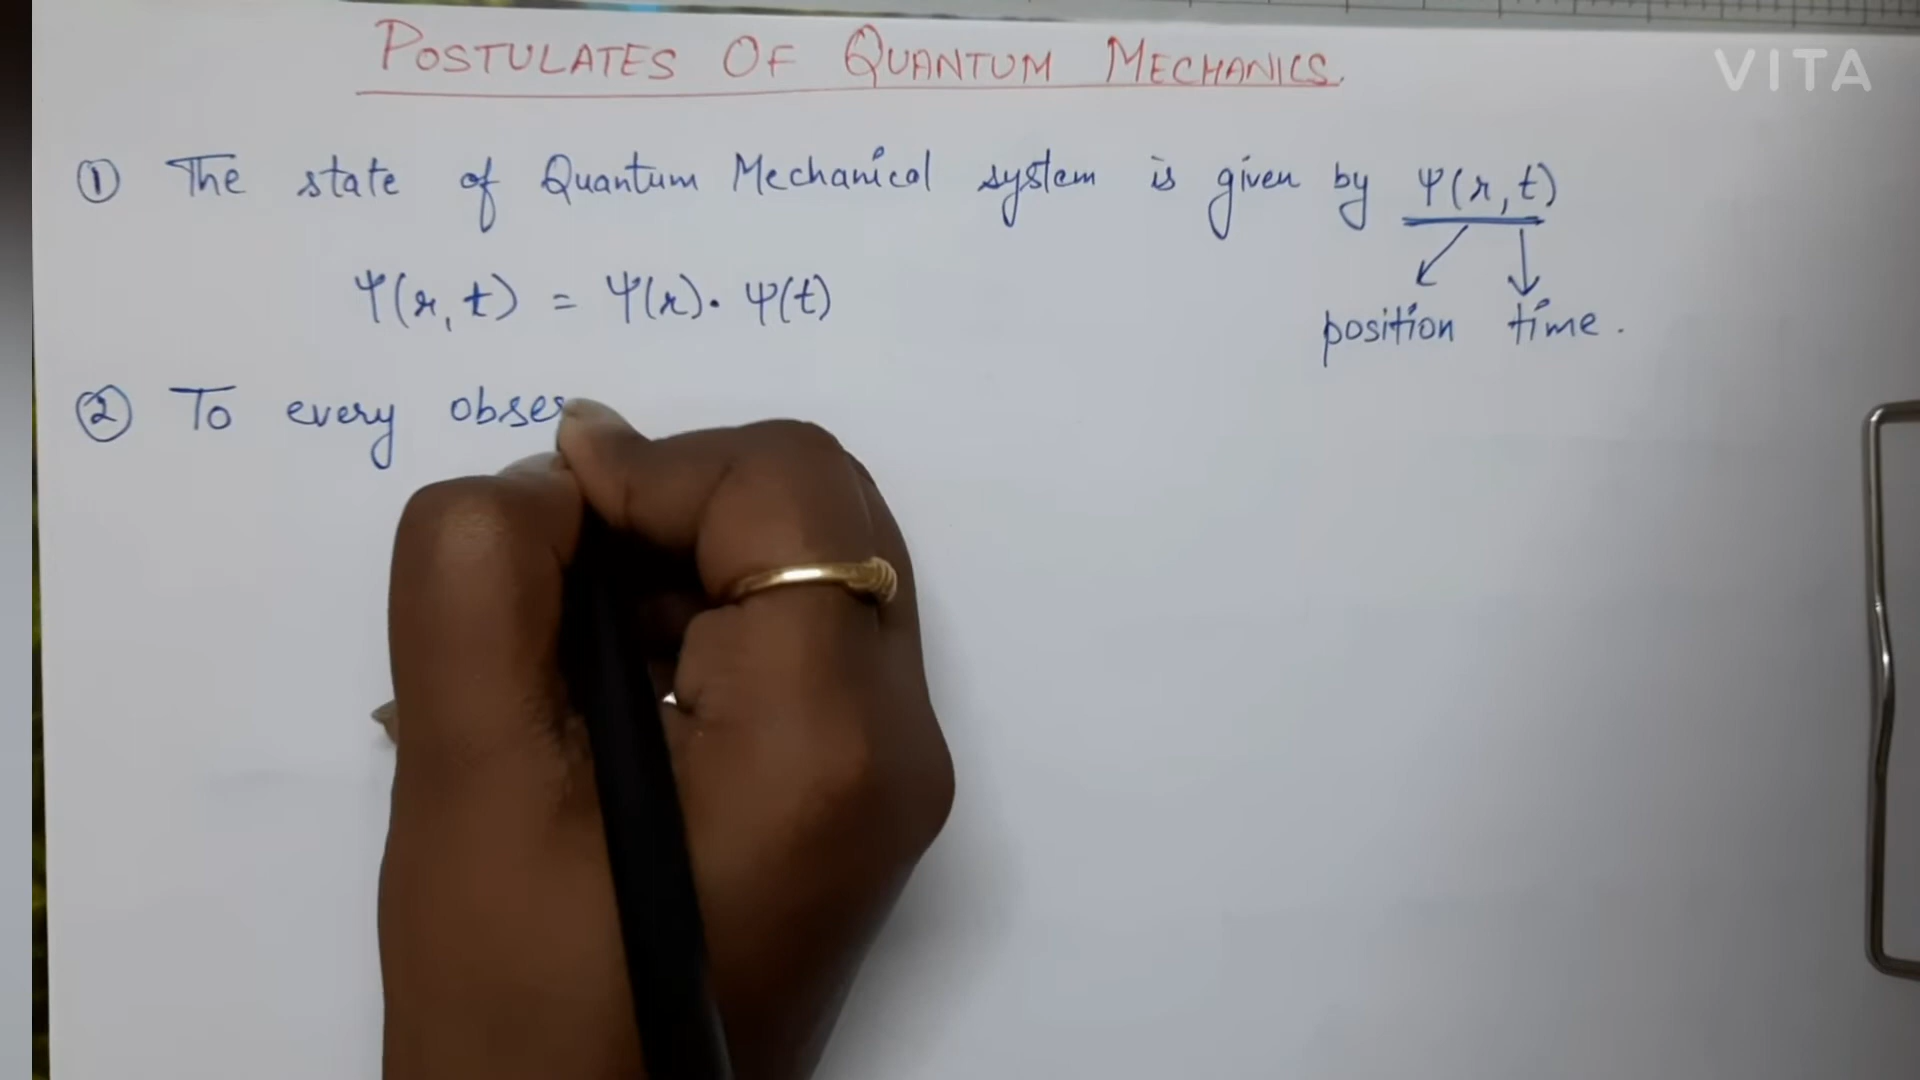 POSTULATES OF QUANTUM MECHANICS.
VITA
① The state of Quantum Mechanical system is given by Ψ(r,t)
Ψ(r,t) = Ψ(r). Ψ(t)
position time.
② To every obser